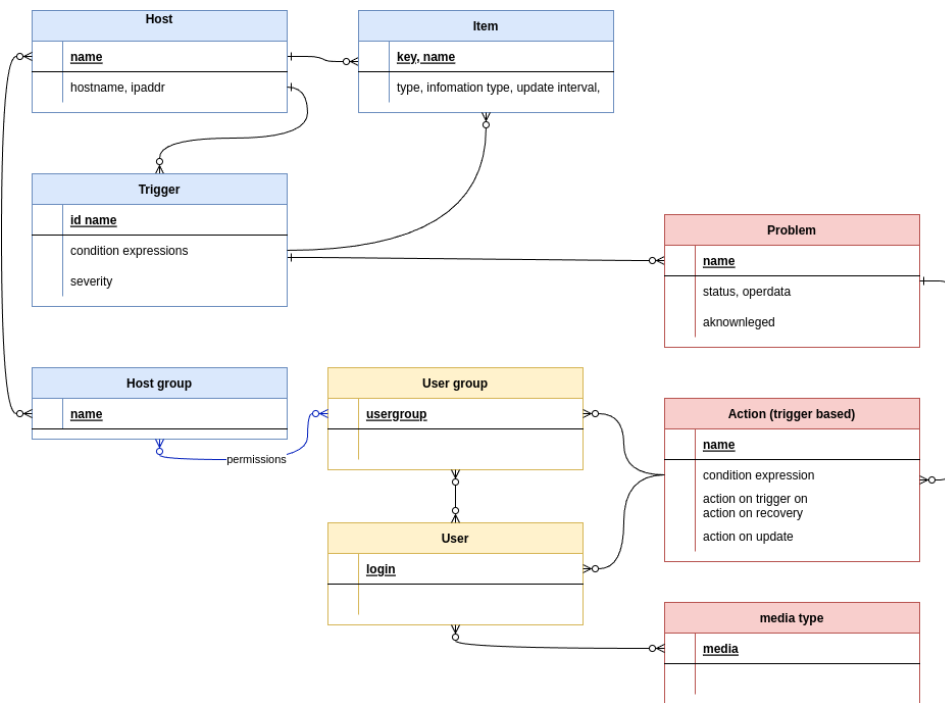 Host
name
hostname, ipaddr
Item
key, name
type, infomation type, update interval,
Trigger
id name
condition expressions
severity
Problem
name
status, operdata
aknownleged
Host group
name
permissions
User group
usergroup
Action (trigger based)
name
condition expression
action on trigger on
action on recovery
action on update
User
login
media type
media